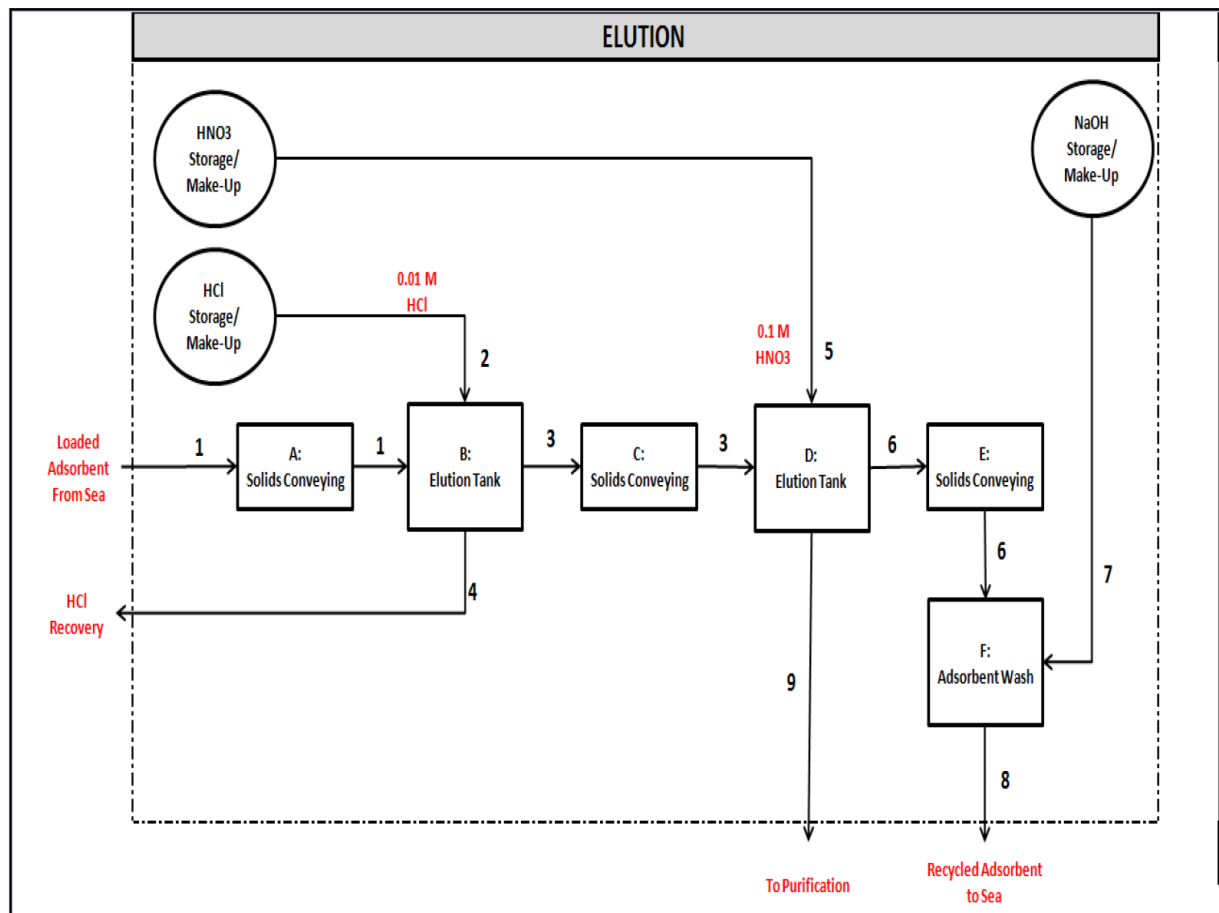 ELUTION
HNO3
Storage/
Make-Up
NaOH
Storage/
Make-Up
HCl
Storage/
Make-Up
0.01 M
HCl
2
0.1 M
HNO3
5
Loaded
Adsorbent
From Sea
1
A:
Solids Conveying
1
B:
Elution Tank
3
C:
Solids Conveying
3
D:
Elution Tank
6
E:
Solids Conveying
6
7
HCl
Recovery
4
F:
Adsorbent Wash
9
8
To Purification
Recycled Adsorbent
to Sea